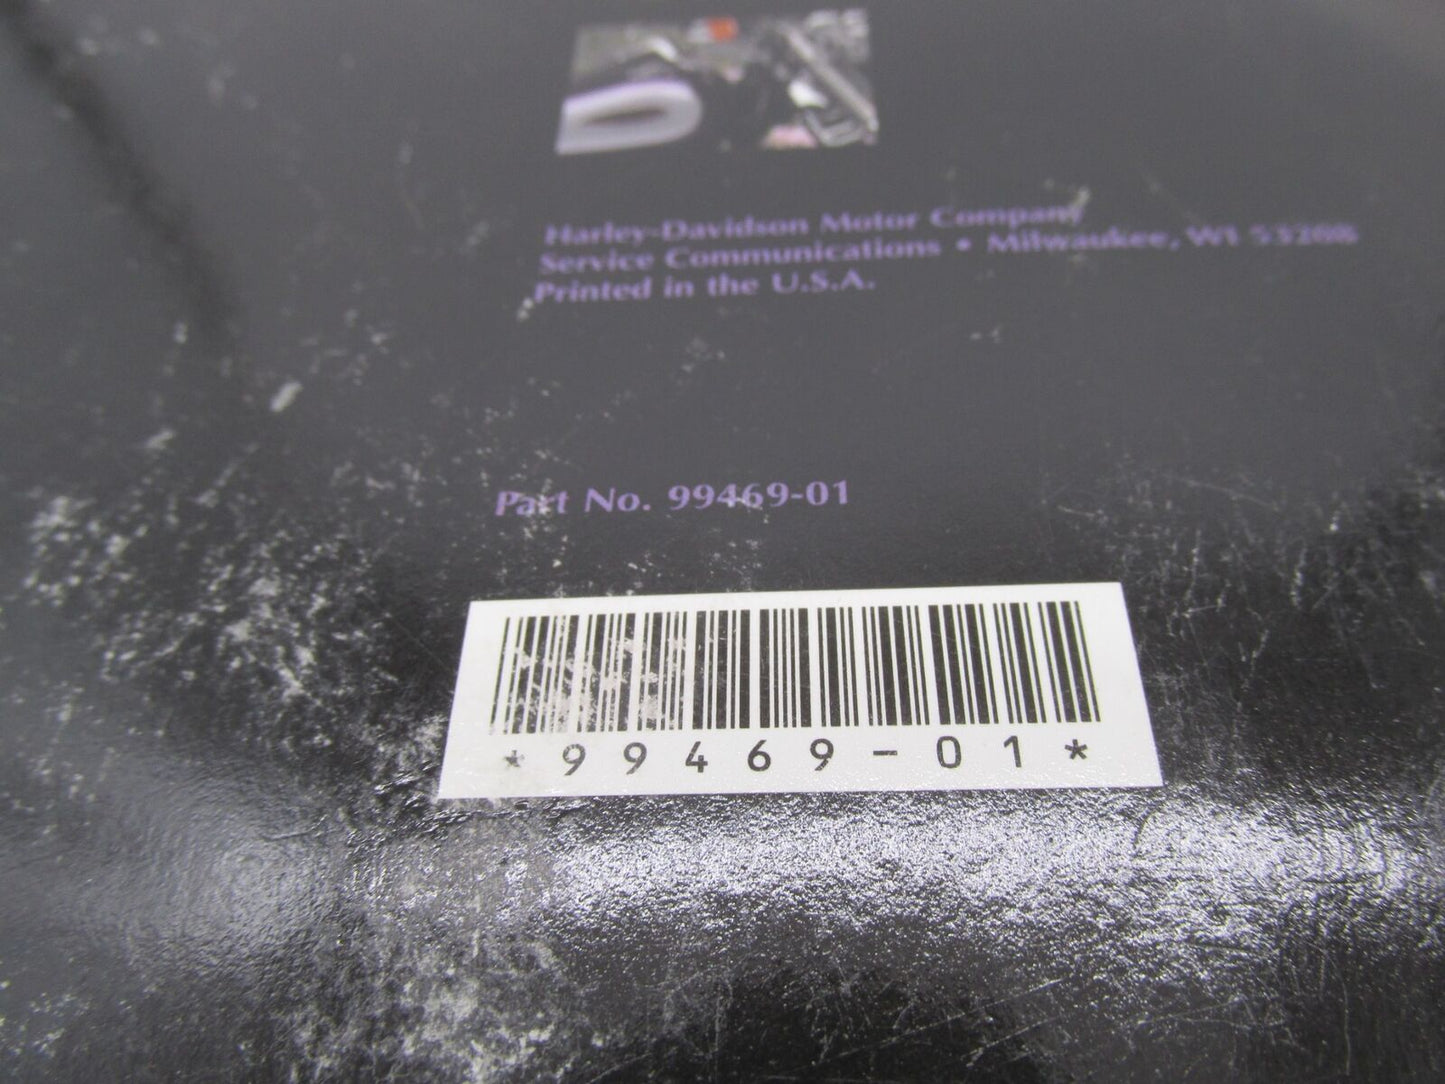 Harley-Davidson Motor Company
Service Communications • Milwaukee, WI 53208
Printed in the U.S.A.
Part No. 99469-01
*99469-01*